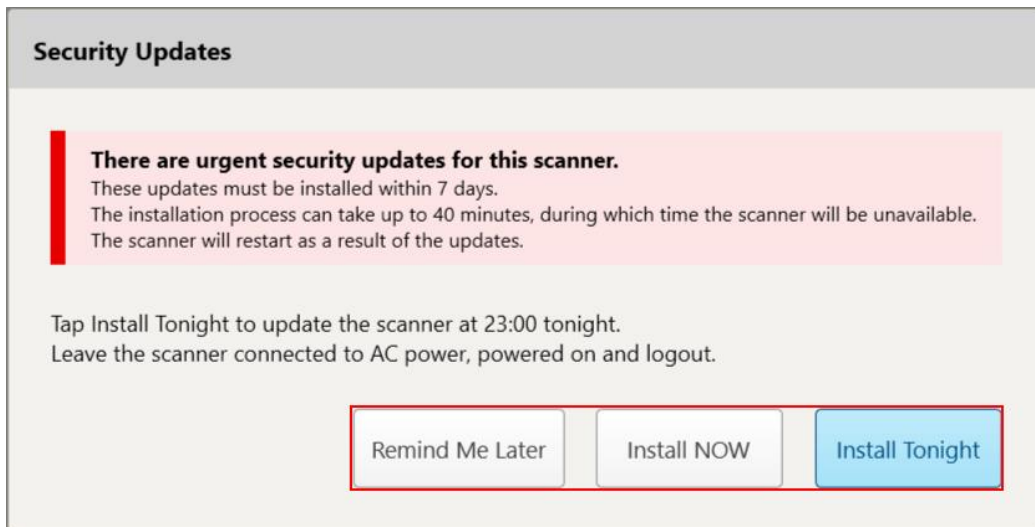 Security Updates
There are urgent security updates for this scanner.
These updates must be installed within 7 days.
The installation process can take up to 40 minutes, during which time the scanner will be unavailable.
The scanner will restart as a result of the updates.
Tap Install Tonight to update the scanner at 23:00 tonight.
Leave the scanner connected to AC power, powered on and logout.
Remind Me Later Install NOW Install Tonight